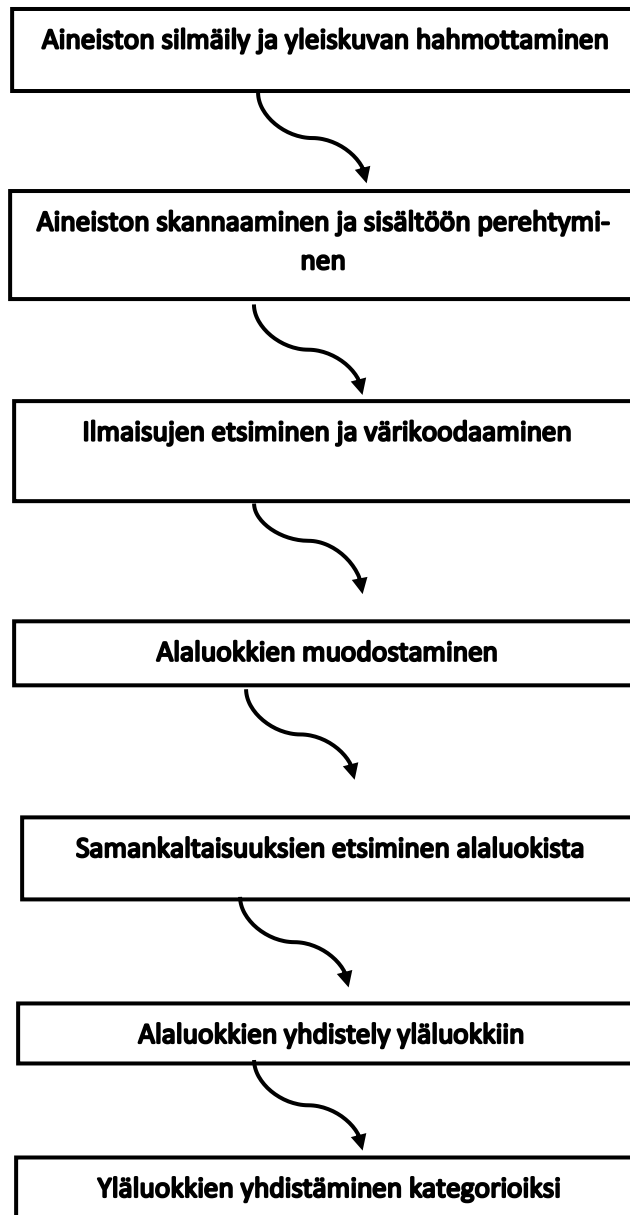 Aineiston silmäily ja yleiskuvan hahmottaminen
Aineiston skannaaminen ja sisältöön perehtymi-
nen
Ilmaisujen etsiminen ja värikoodaaminen
Alaluokkien muodostaminen
Samankaltaisuuksien etsiminen alaluokista
Alaluokkien yhdistely yläluokkiin
Yläluokkien yhdistäminen kategorioiksi